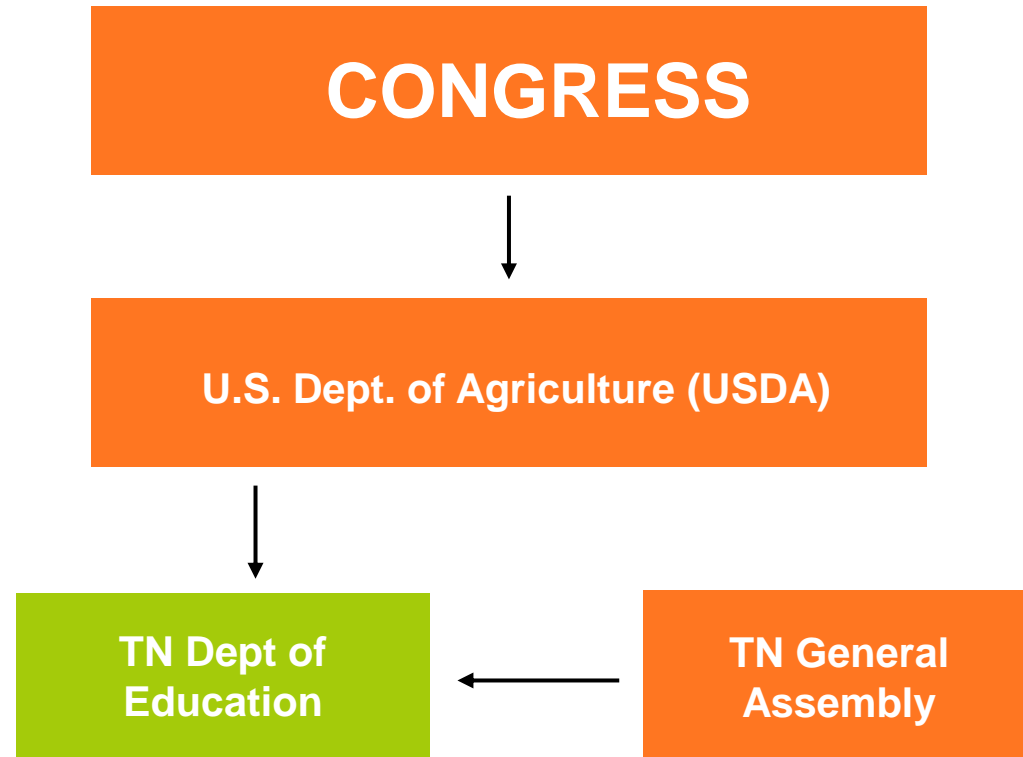 CONGRESS
U.S. Dept. of Agriculture (USDA)
TN Dept of
Education
TN General
Assembly